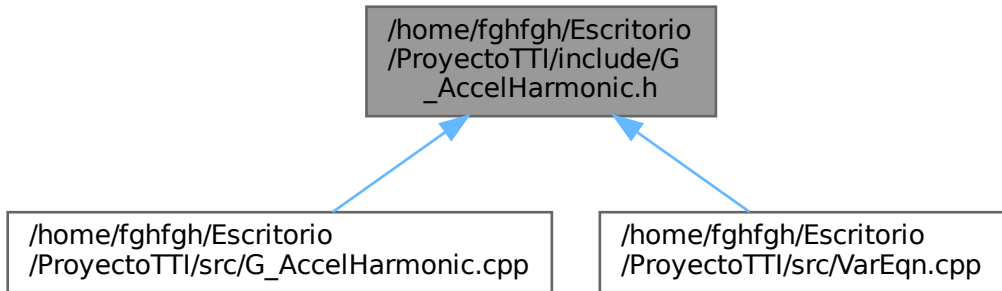 /home/fghfgh/Escritorio
/ProyectoTTI/include/G
_AccelHarmonic.h
/home/fghfgh/Escritorio
/ProyectoTTI/src/G_AccelHarmonic.cpp
/home/fghfgh/Escritorio
/ProyectoTTI/src/VarEqn.cpp